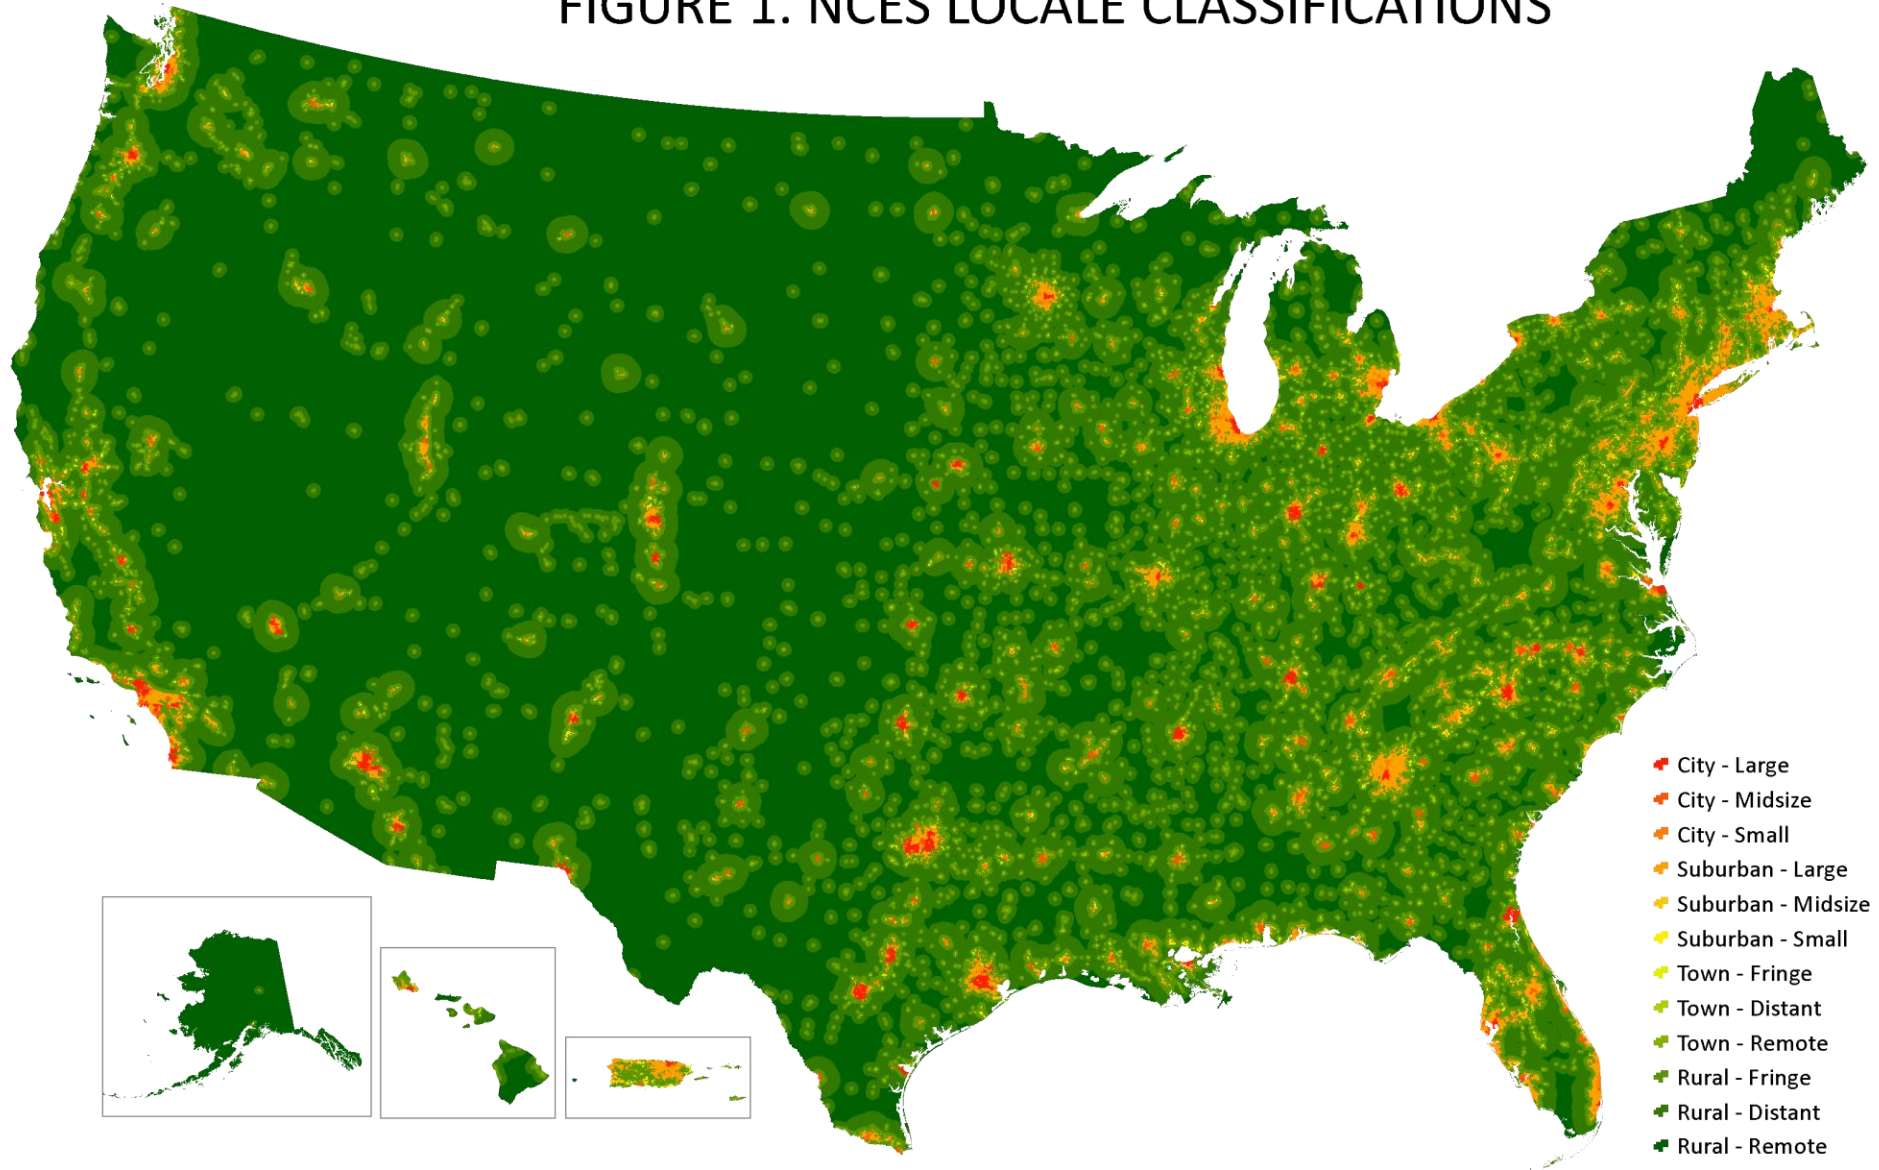 FIGURE 1. NCES LOCALE CLASSIFICATIONS
City - Large
City - Midsize
City - Small
Suburban - Large
Suburban - Midsize
Suburban - Small
Town - Fringe
Town - Distant
Town - Remote
Rural - Fringe
Rural - Distant
Rural - Remote